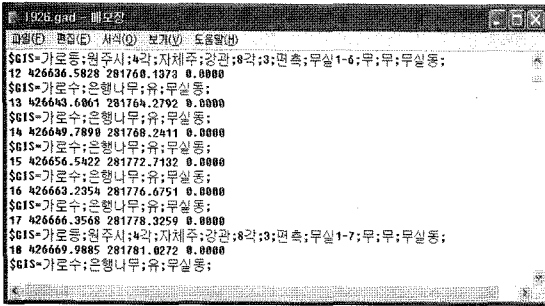 1926.gad - 메모장
파일(F) 편집(E) 서식(O) 보기(V) 도움말(H)
$GIS=가로등;원주시;4각;자체주;강관;8각;3;편측;무실1-6;무;무;무실동;
12 426636.5828 281760.1373 0.0000
$GIS=가로수;은행나무;유;무실동;
13 426643.6061 281764.2792 0.0000
$GIS=가로수;은행나무;유;무실동;
14 426649.7890 281768.2411 0.0000
$GIS=가로수;은행나무;유;무실동;
15 426656.5422 281772.7132 0.0000
$GIS=가로수;은행나무;유;무실동;
16 426663.2354 281776.6751 0.0000
$GIS=가로수;은행나무;유;무실동;
17 426666.3568 281778.3259 0.0000
$GIS=가로등;원주시;4각;자체주;강관;8각;3;편측;무실1-7;무;무;무실동;
18 426669.9885 281781.0272 0.0000
$GIS=가로수;은행나무;유;무실동;